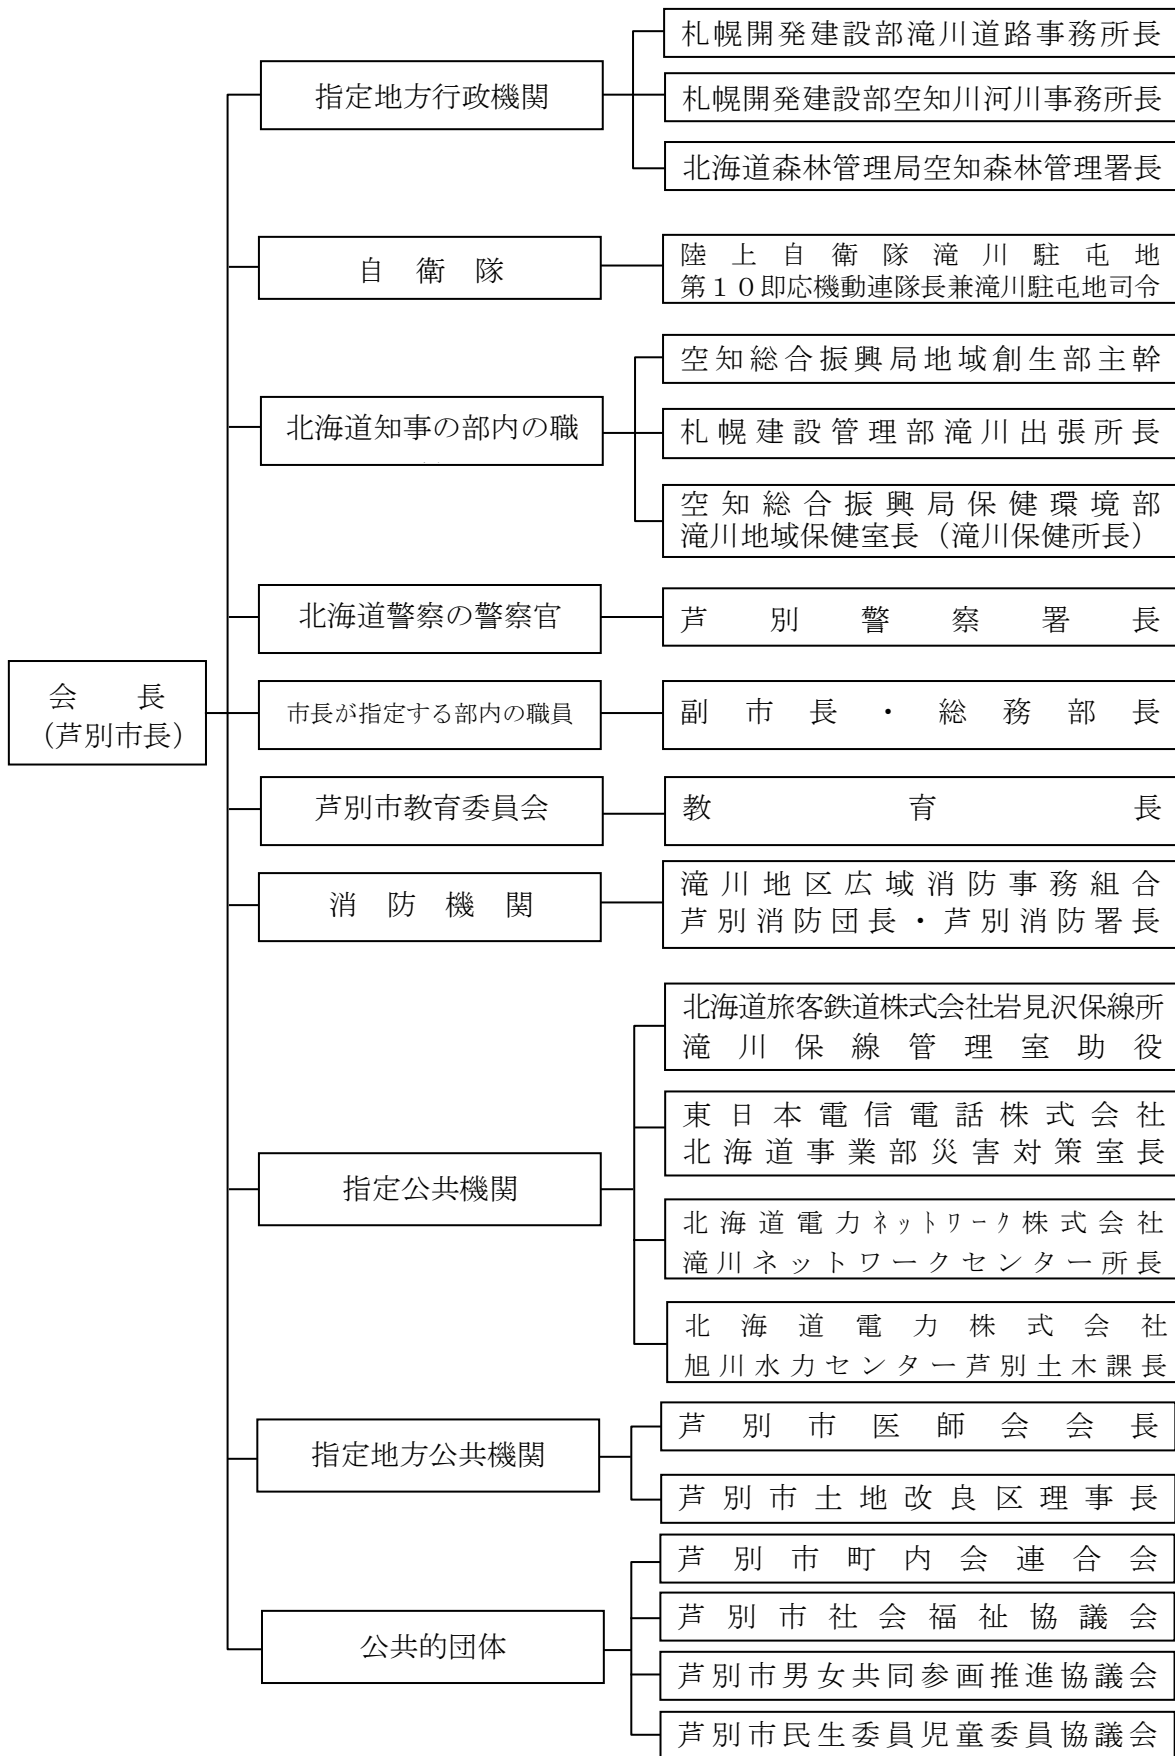 会長
(芦別市長)
指定地方行政機関
札幌開発建設部滝川道路事務所長
札幌開発建設部空知川河川事務所長
北海道森林管理局空知森林管理署長
自衛隊
陸上自衛隊滝川駐屯地
第１０即応機動連隊長兼滝川駐屯地司令
北海道知事の部内の職
空知総合振興局地域創生部主幹
札幌建設管理部滝川出張所長
空知総合振興局保健環境部
滝川地域保健室長（滝川保健所長）
北海道警察の警察官
芦別警察署長
市長が指定する部内の職員
副市長・総務部長
芦別市教育委員会
教育長
消防機関
滝川地区広域消防事務組合
芦別消防団長・芦別消防署長
指定公共機関
北海道旅客鉄道株式会社岩見沢保線所
滝川保線管理室助役
東日本電信電話株式会社
北海道事業部災害対策室長
北海道電力ﾈｯﾄﾜｰｸ株式会社
滝川ネットワークセンター所長
北海道電力株式会社
旭川水力センター芦別土木課長
指定地方公共機関
芦別市医師会会長
芦別市土地改良区理事長
公共的団体
芦別市町内会連合会
芦別市社会福祉協議会
芦別市男女共同参画推進協議会
芦別市民生委員児童委員協議会